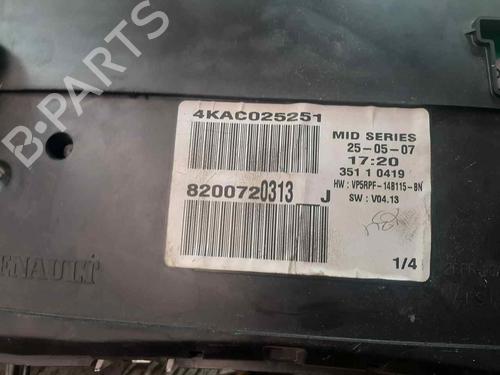 4KAC025251
MID SERIES
25-05-07
17:20
351 1 0419
HW : VP5RPF-14B115-BN
SW : V04.13
8200720313__J
1/4
RENAULT
B-PARTS